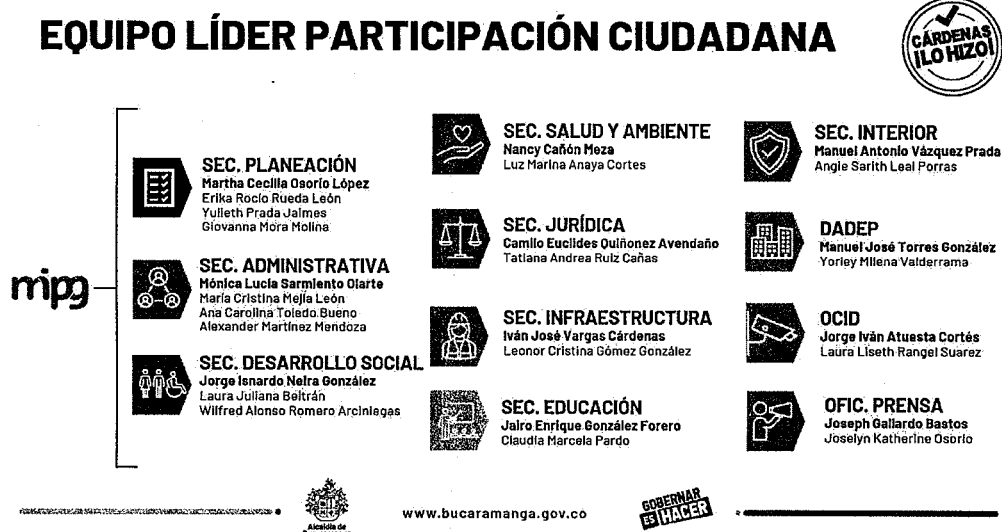 EQUIPO LÍDER PARTICIPACIÓN CIUDADANA
CÁRDENAS
¡LO HIZO!
mipg
SEC. PLANEACIÓN
Martha Cecilia Osorio López
Erika Rocío Rueda León
Yulieth Prada Jaimes
Giovanna Mora Molina
SEC. ADMINISTRATIVA
Mónica Lucía Sarmiento Olarte
María Cristina Mejía León
Ana Carolina Toledo Bueno
Alexander Martínez Mendoza
SEC. DESARROLLO SOCIAL
Jorge Isnardo Neira González
Laura Juliana Beltrán
Wilfred Alonso Romero Arciniegas
SEC. SALUD Y AMBIENTE
Nancy Cañón Meza
Luz Marina Anaya Cortes
SEC. JURÍDICA
Camilo Euclides Quiñonez Avendaño
Tatiana Andrea Ruiz Cañas
SEC. INFRAESTRUCTURA
Iván José Vargas Cárdenas
Leonor Cristina Gómez González
SEC. EDUCACIÓN
Jairo Enrique González Forero
Claudia Marcela Pardo
SEC. INTERIOR
Manuel Antonio Vázquez Prada
Angie Sarith Leal Porras
DADEP
Manuel José Torres González
Yorley Milena Valderrama
OCID
Jorge Iván Atuesta Cortés
Laura Liseth Rangel Suarez
OFIC. PRENSA
Joseph Gallardo Bastos
Joselyn Katherine Osorio
Alcaldía de
www.bucaramanga.gov.co
GOBERNAR
ES HACER